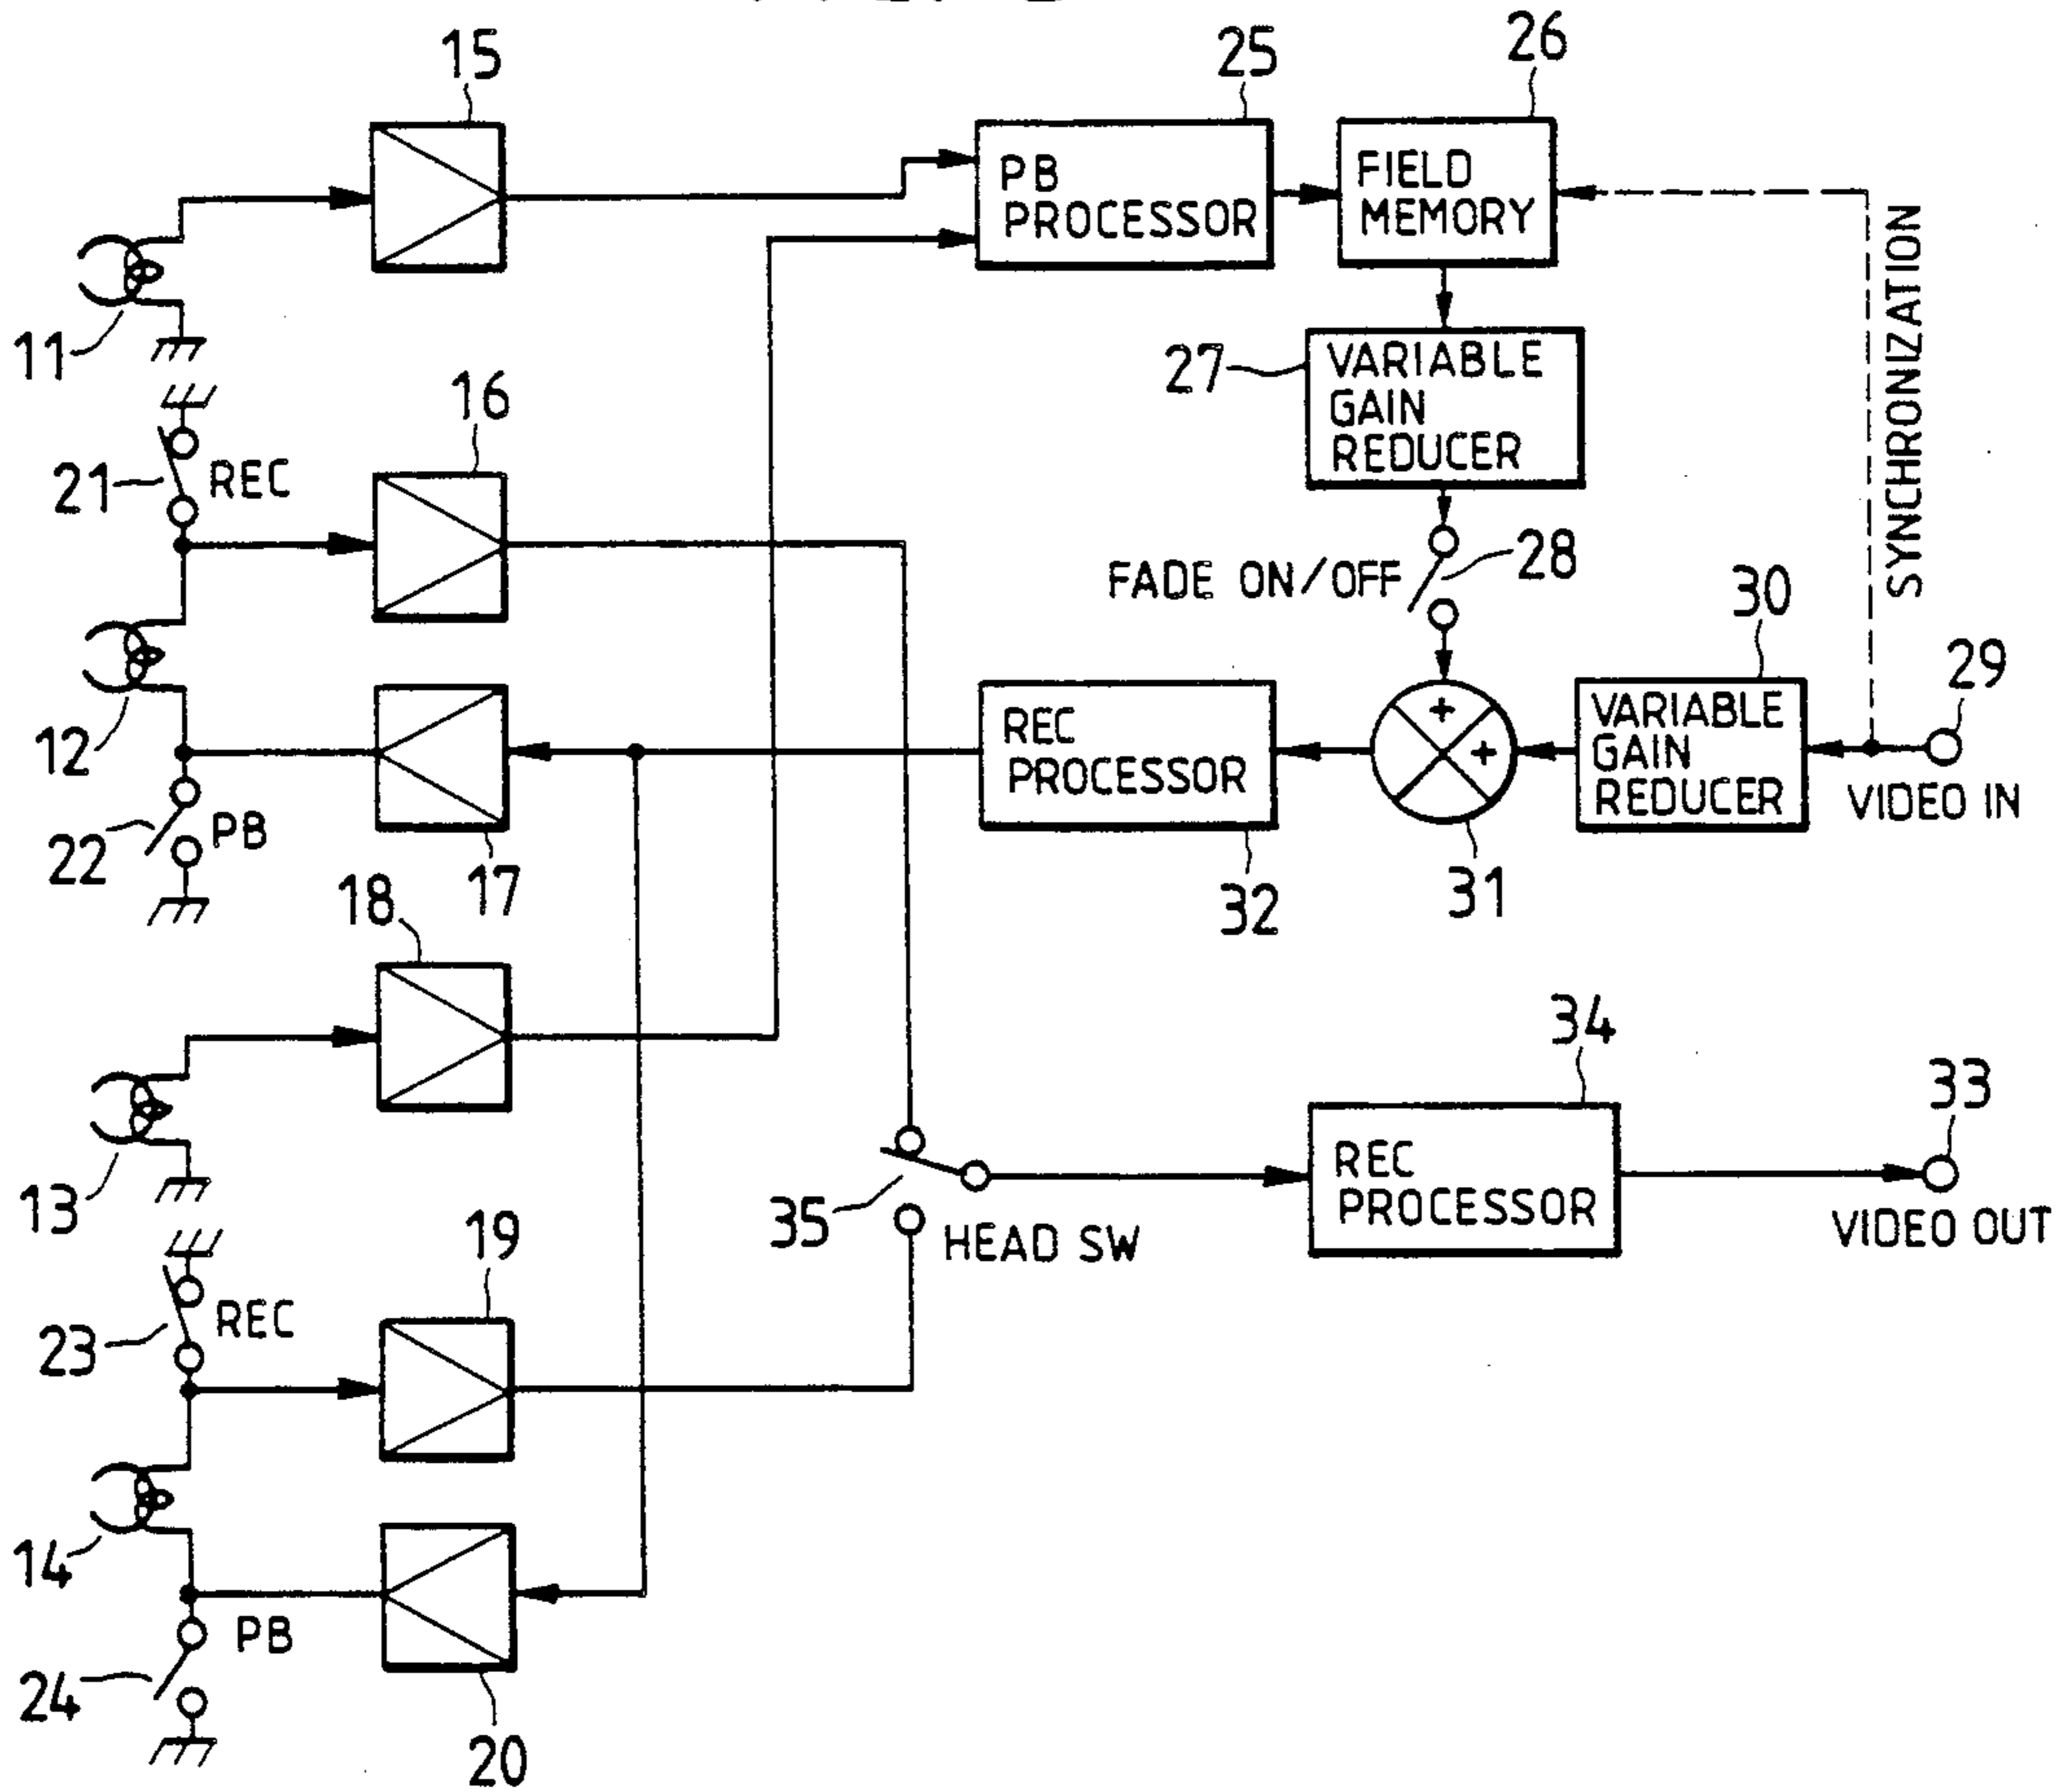 15
25
26
PB
PROCESSOR
FIELD
MEMORY
SYNCHRONIZATION
11
27
VARIABLE
GAIN
REDUCER
16
21
REC
FADE ON/OFF
28
30
29
12
REC
PROCESSOR
+
+
VARIABLE
GAIN
REDUCER
VIDEO IN
22
PB
17
32
31
18
34
33
13
35
HEAD SW
REC
PROCESSOR
VIDEO OUT
19
23
REC
14
PB
24
20